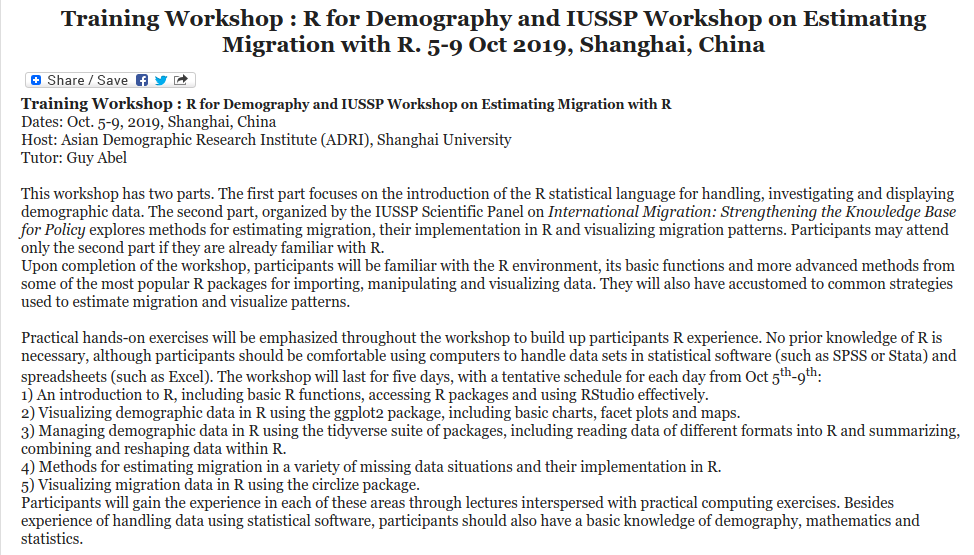 Training Workshop : R for Demography and IUSSP Workshop on Estimating
Migration with R. 5-9 Oct 2019, Shanghai, China
Share / Save
Training Workshop : R for Demography and IUSSP Workshop on Estimating Migration with R
Dates: Oct. 5-9, 2019, Shanghai, China
Host: Asian Demographic Research Institute (ADRI), Shanghai University
Tutor: Guy Abel
This workshop has two parts. The first part focuses on the introduction of the R statistical language for handling, investigating and displaying
demographic data. The second part, organized by the IUSSP Scientific Panel on International Migration: Strengthening the Knowledge Base
for Policy explores methods for estimating migration, their implementation in R and visualizing migration patterns. Participants may attend
only the second part if they are already familiar with R.
Upon completion of the workshop, participants will be familiar with the R environment, its basic functions and more advanced methods from
some of the most popular R packages for importing, manipulating and visualizing data. They will also have accustomed to common strategies
used to estimate migration and visualize patterns.
Practical hands-on exercises will be emphasized throughout the workshop to build up participants R experience. No prior knowledge of R is
necessary, although participants should be comfortable using computers to handle data sets in statistical software (such as SPSS or Stata) and
spreadsheets (such as Excel). The workshop will last for five days, with a tentative schedule for each day from Oct 5th-9th:
1) An introduction to R, including basic R functions, accessing R packages and using RStudio effectively.
2) Visualizing demographic data in R using the ggplot2 package, including basic charts, facet plots and maps.
3) Managing demographic data in R using the tidyverse suite of packages, including reading data of different formats into R and summarizing,
combining and reshaping data within R.
4) Methods for estimating migration in a variety of missing data situations and their implementation in R.
5) Visualizing migration data in R using the circlize package.
Participants will gain the experience in each of these areas through lectures interspersed with practical computing exercises. Besides
experience of handling data using statistical software, participants should also have a basic knowledge of demography, mathematics and
statistics.